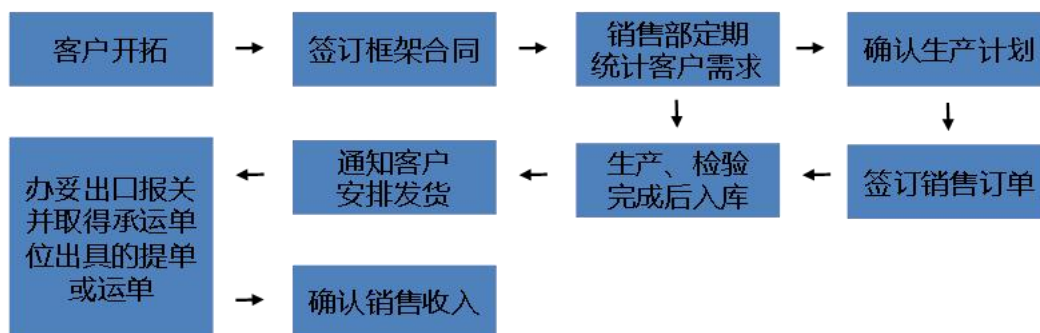 客户开拓
签订框架合同
销售部定期
统计客户需求
确认生产计划
签订销售订单
生产、检验
完成后入库
通知客户
安排发货
办妥出口报关
并取得承运单
位出具的提单
或运单
确认销售收入